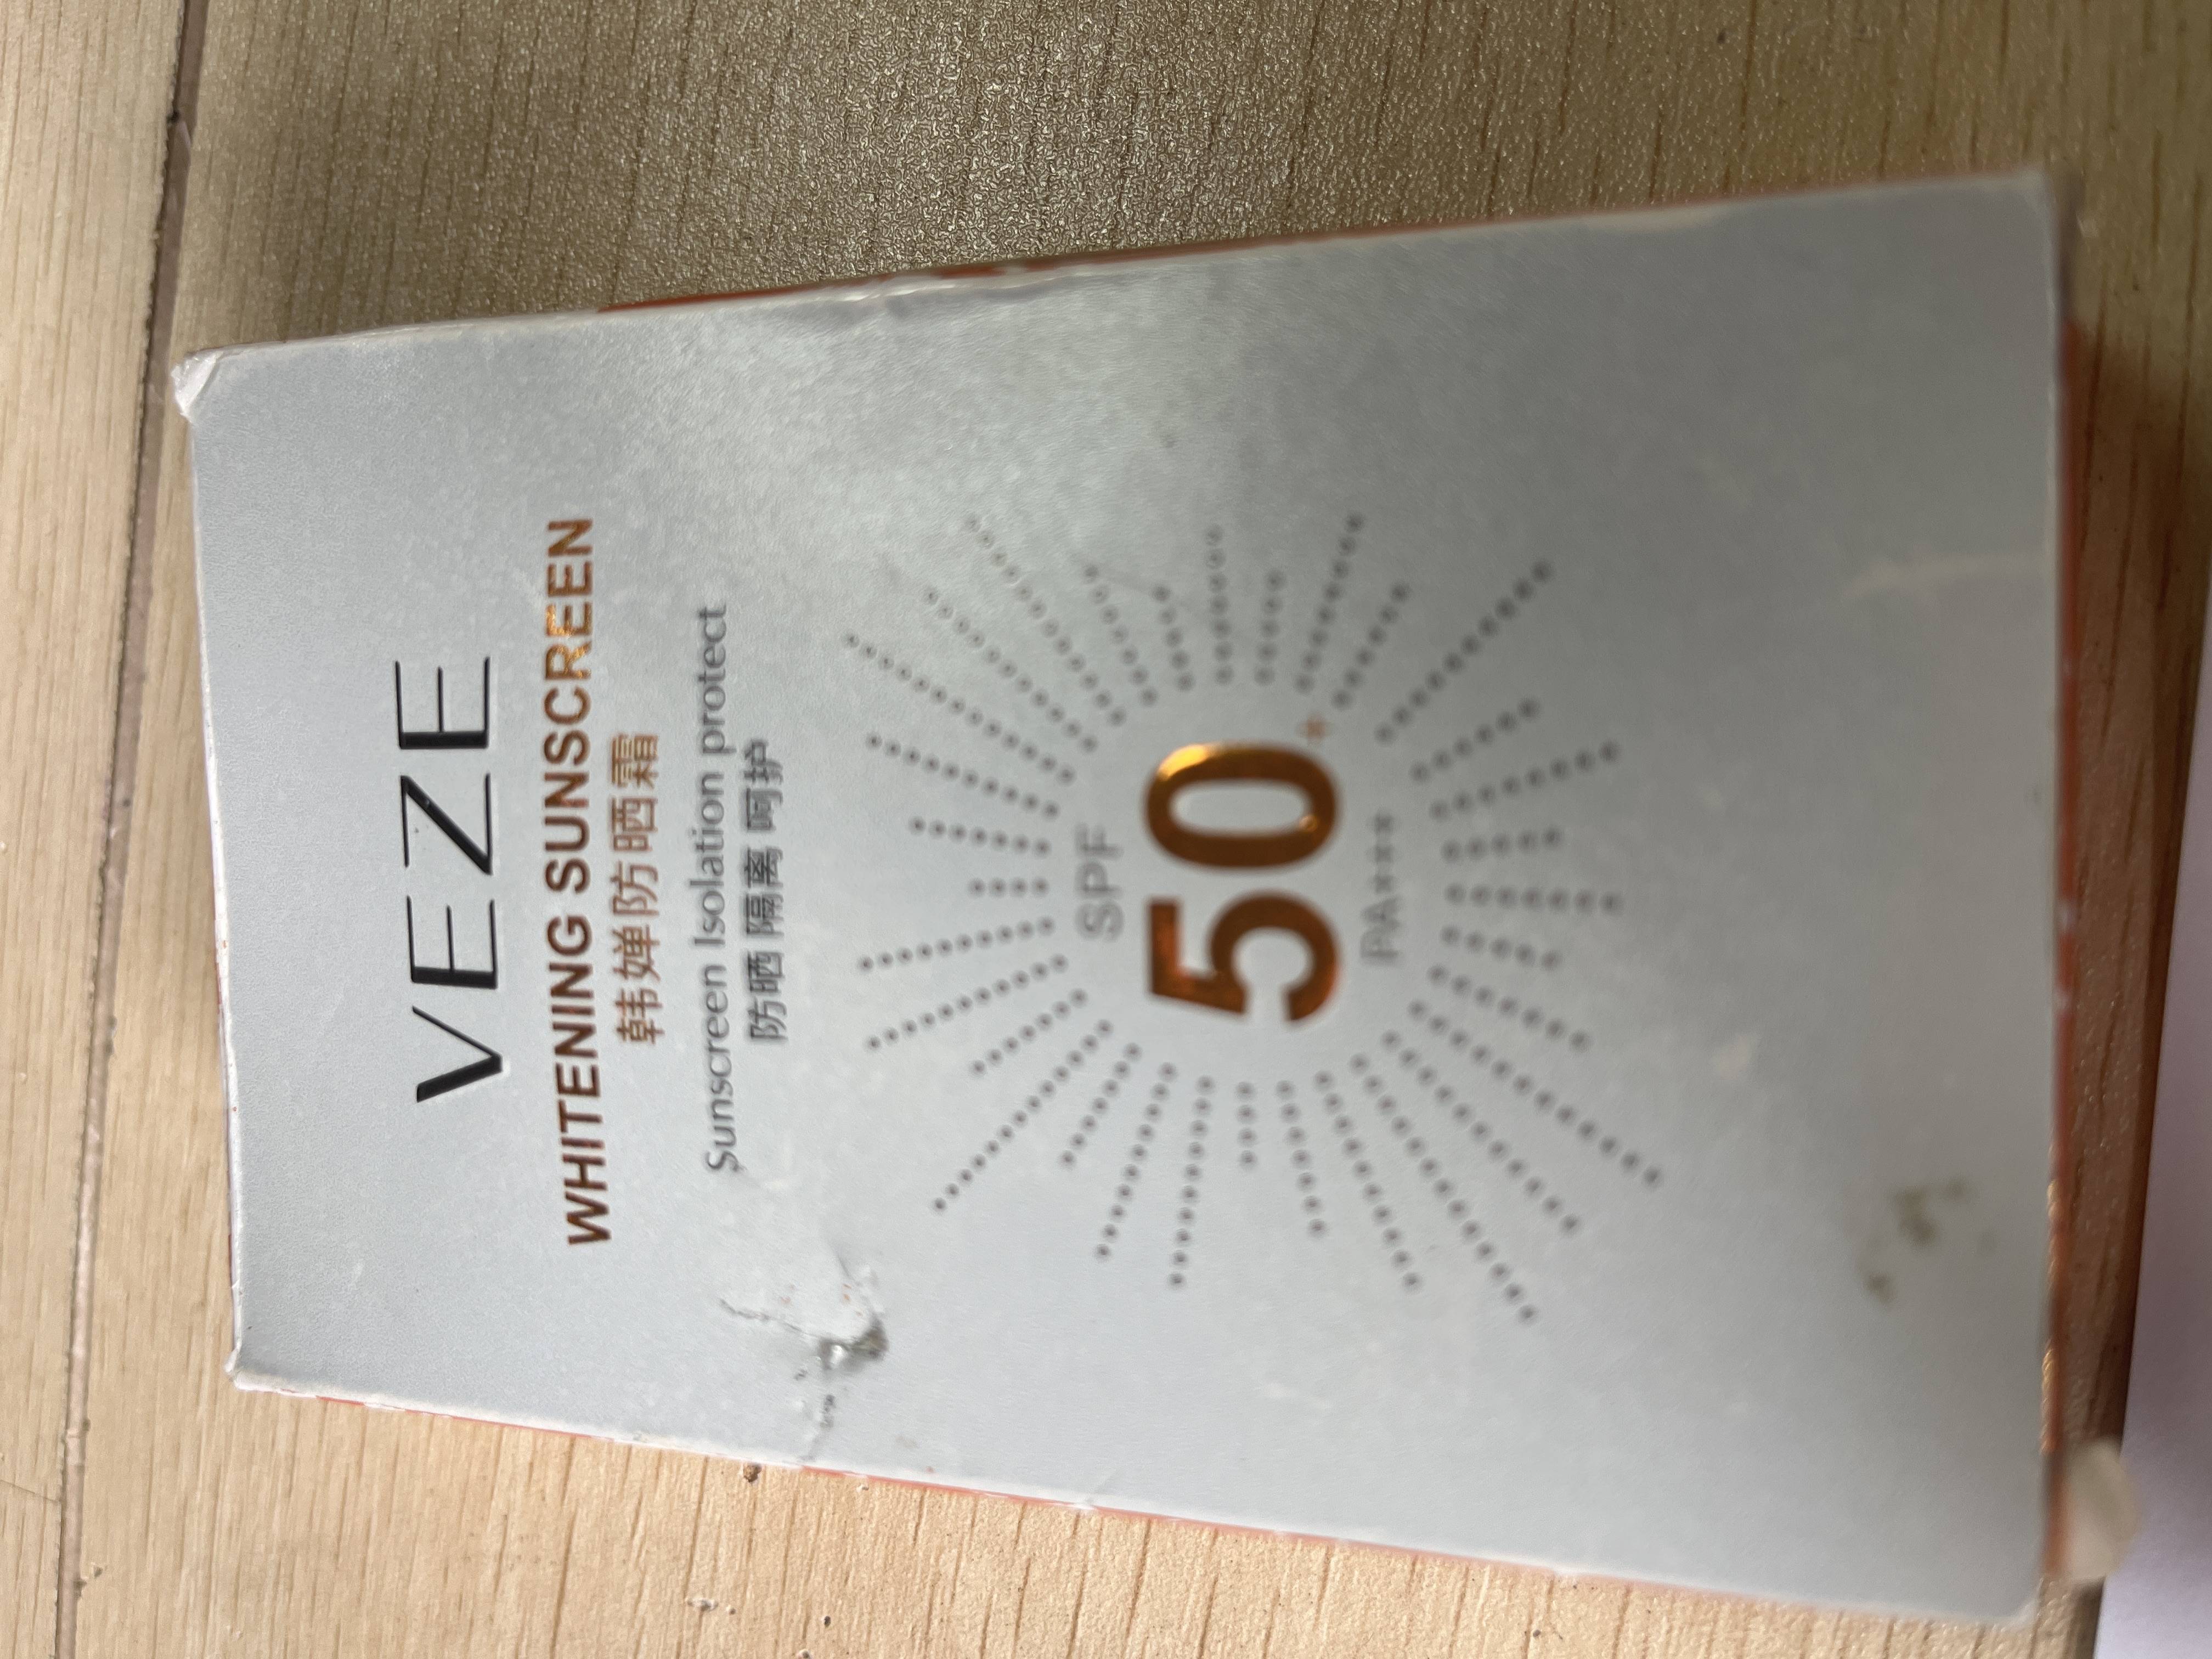 VEZE
WHITENING SUNSCREEN
韩婵防晒霜
Sunscreen Isolation protect
防晒 隔离 呵护
SPF
50+
PA++++